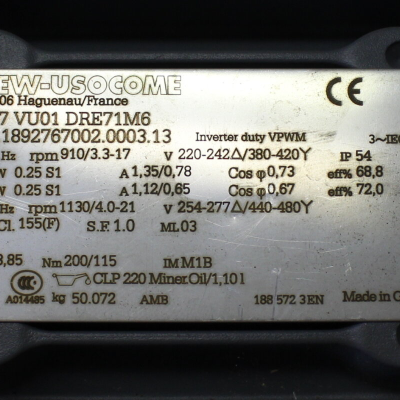 EW-USOCOME
06 Haguenau/France
7 VU01 DRE71M6
1892767002.0003.13 Inverter duty VPWM 3~IE
Hz rpm 910/3.3-17 V 220-242Δ/380-420Y IP 54
W 0.25 S1 A 1,35/0,78 Cos φ 0,73 eff% 68,8
W 0.25 S1 A 1,12/0,65 Cos φ 0,67 eff% 72,0
Hz rpm 1130/4.0-21 V 254-277Δ/440-480Y
Cl. 155(F) S.F. 1.0 ML 03
3,85 Nm 200/115 IM M1B
CCC CLP 220 Miner.Oil/1,10 l
A014485 kg 50.072 AMB 188 572 3 EN Made in G
CE